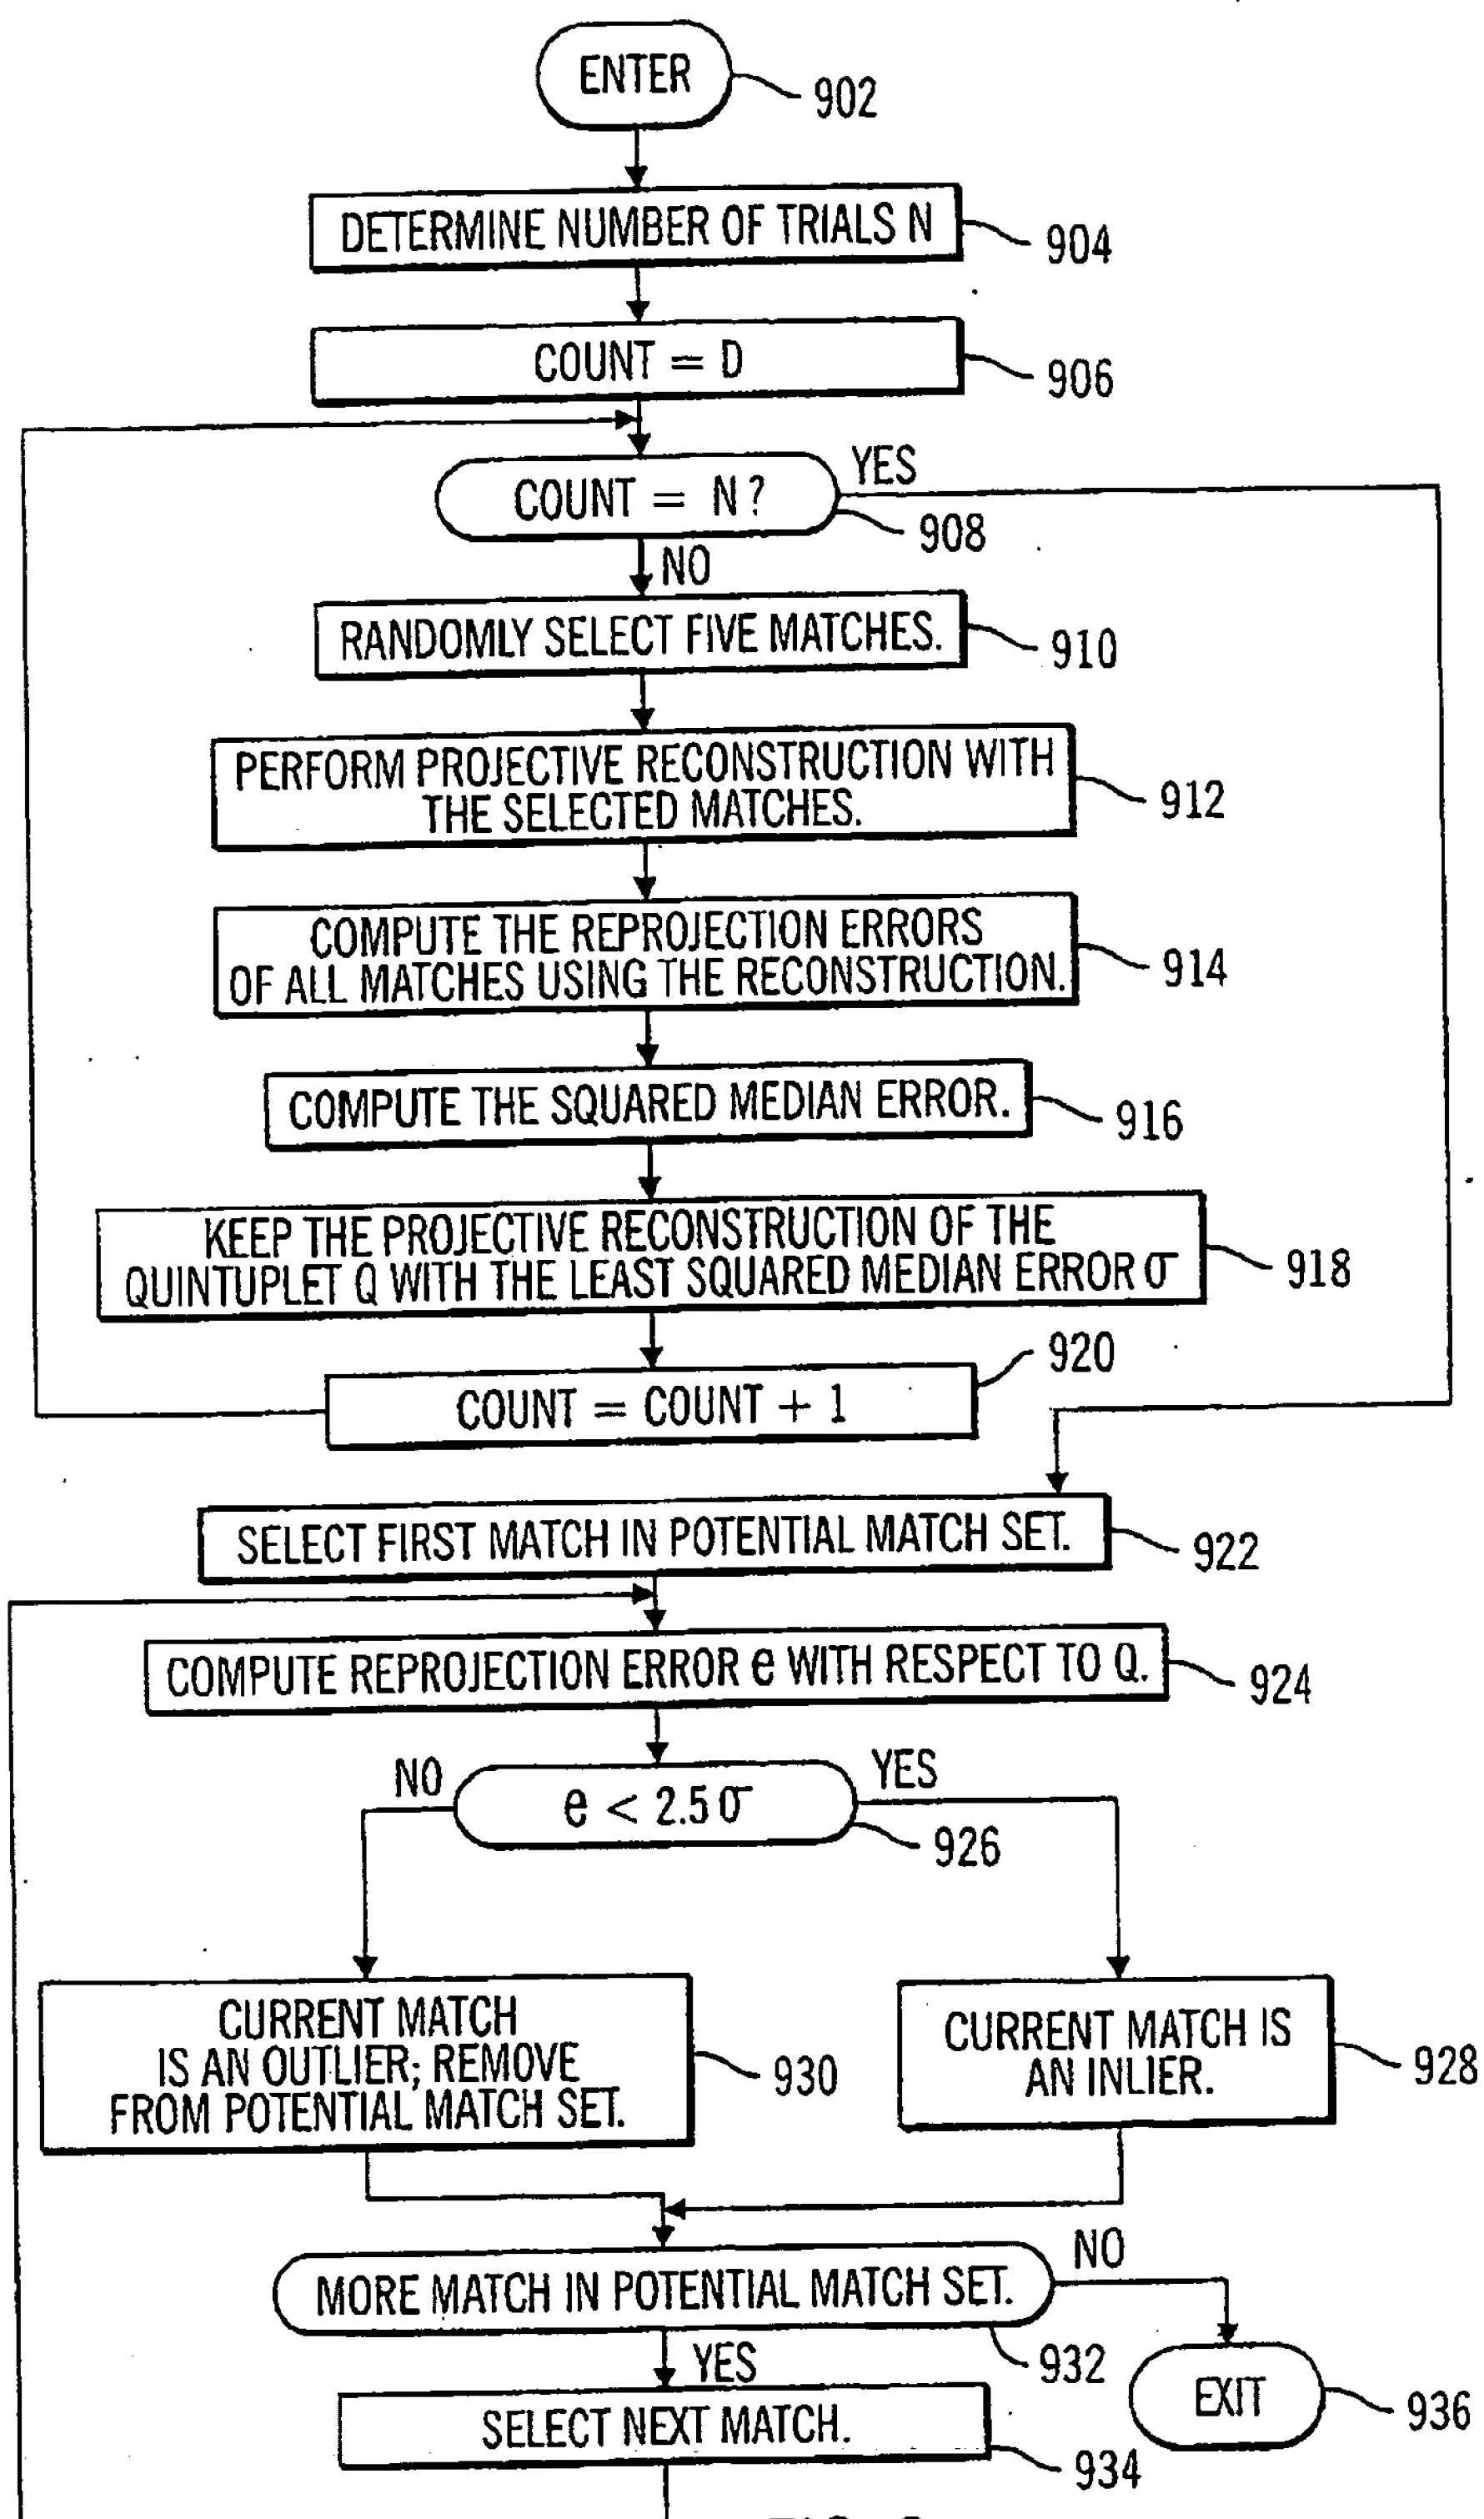 ENTER
902
DETERMINE NUMBER OF TRIALS N
904
COUNT = D
906
COUNT = N?
YES
908
NO
RANDOMLY SELECT FIVE MATCHES.
910
PERFORM PROJECTIVE RECONSTRUCTION WITH
THE SELECTED MATCHES.
912
COMPUTE THE REPROJECTION ERRORS
OF ALL MATCHES USING THE RECONSTRUCTION.
914
COMPUTE THE SQUARED MEDIAN ERROR.
916
KEEP THE PROJECTIVE RECONSTRUCTION OF THE
QUINTUPLET Q WITH THE LEAST SQUARED MEDIAN ERROR σ
918
920
COUNT = COUNT + 1
SELECT FIRST MATCH IN POTENTIAL MATCH SET.
922
COMPUTE REPROJECTION ERROR e WITH RESPECT TO Q.
924
NO
e < 2.5 σ
YES
926
CURRENT MATCH
IS AN OUTLIER; REMOVE
FROM POTENTIAL MATCH SET.
930
CURRENT MATCH IS
AN INLIER.
928
MORE MATCH IN POTENTIAL MATCH SET.
NO
932
YES
EXIT
936
SELECT NEXT MATCH.
934